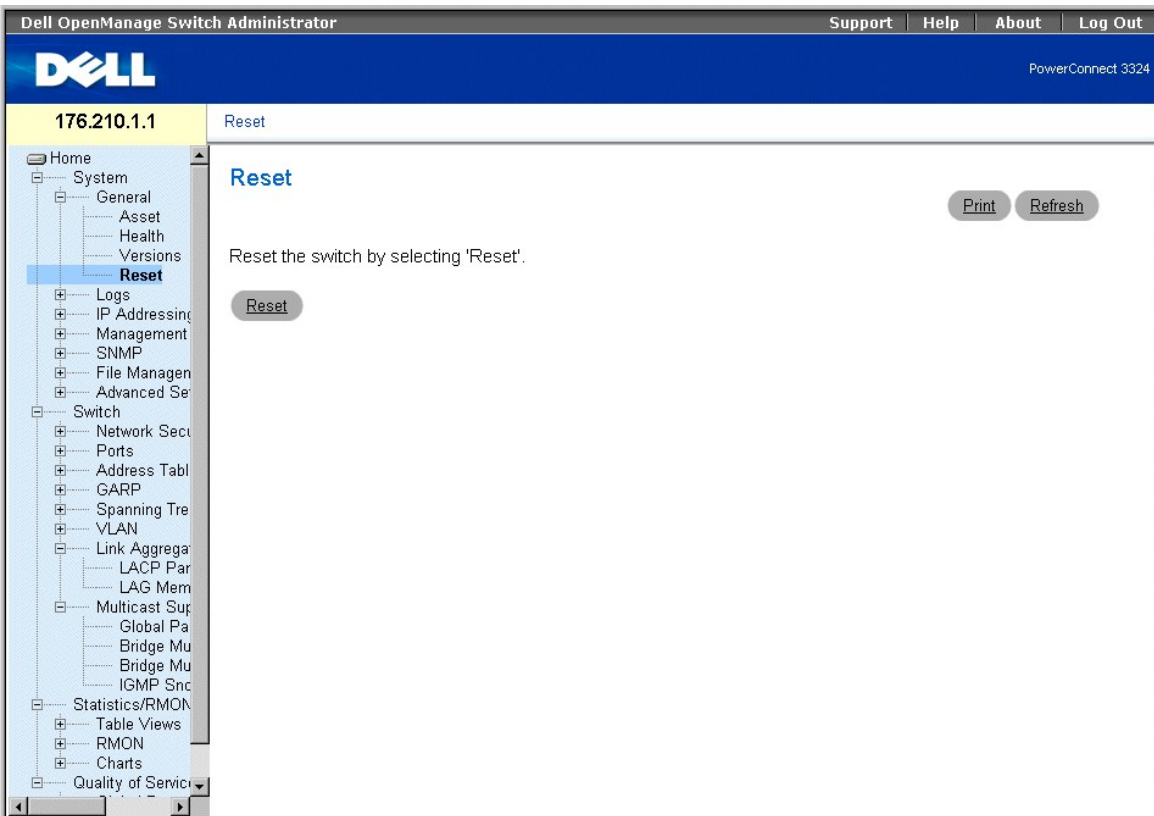 Dell OpenManage Switch Administrator
Support
Help
About
Log Out
DELL
PowerConnect 3324
176.210.1.1
Reset
Home
System
General
Asset
Health
Versions
Reset
Logs
IP Addressing
Management
SNMP
File Managen
Advanced Se
Switch
Network Secu
Ports
Address Tabl
GARP
Spanning Tre
VLAN
Link Aggrega
LACP Par
LAG Mem
Multicast Sup
Global Pa
Bridge Mu
Bridge Mu
IGMP Sno
Statistics/RMON
Table Views
RMON
Charts
Quality of Servic
Reset
Print
Refresh
Reset the switch by selecting 'Reset'.
Reset